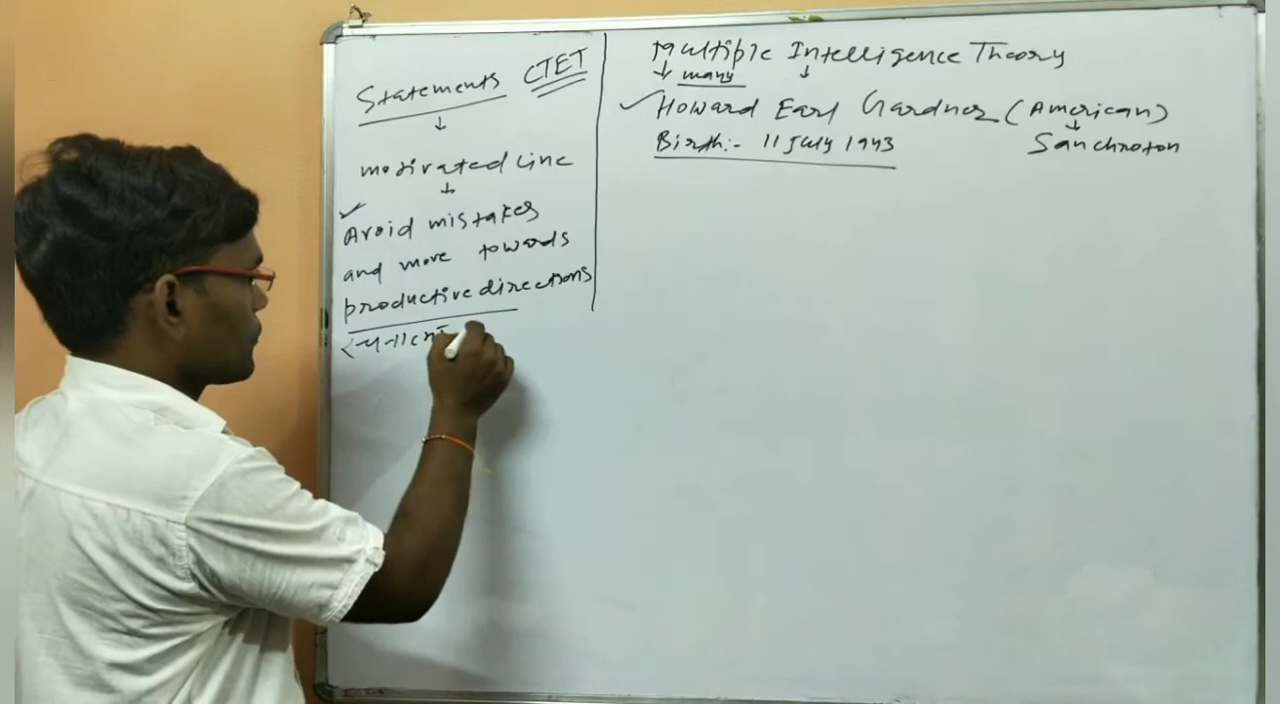 Statements CTET
motivated line
Avoid mistakes
and move towards
productive directions
Multiple Intelligence Theory
many
Howard Earl Gardner (American)
Birth:- 11 July 1943